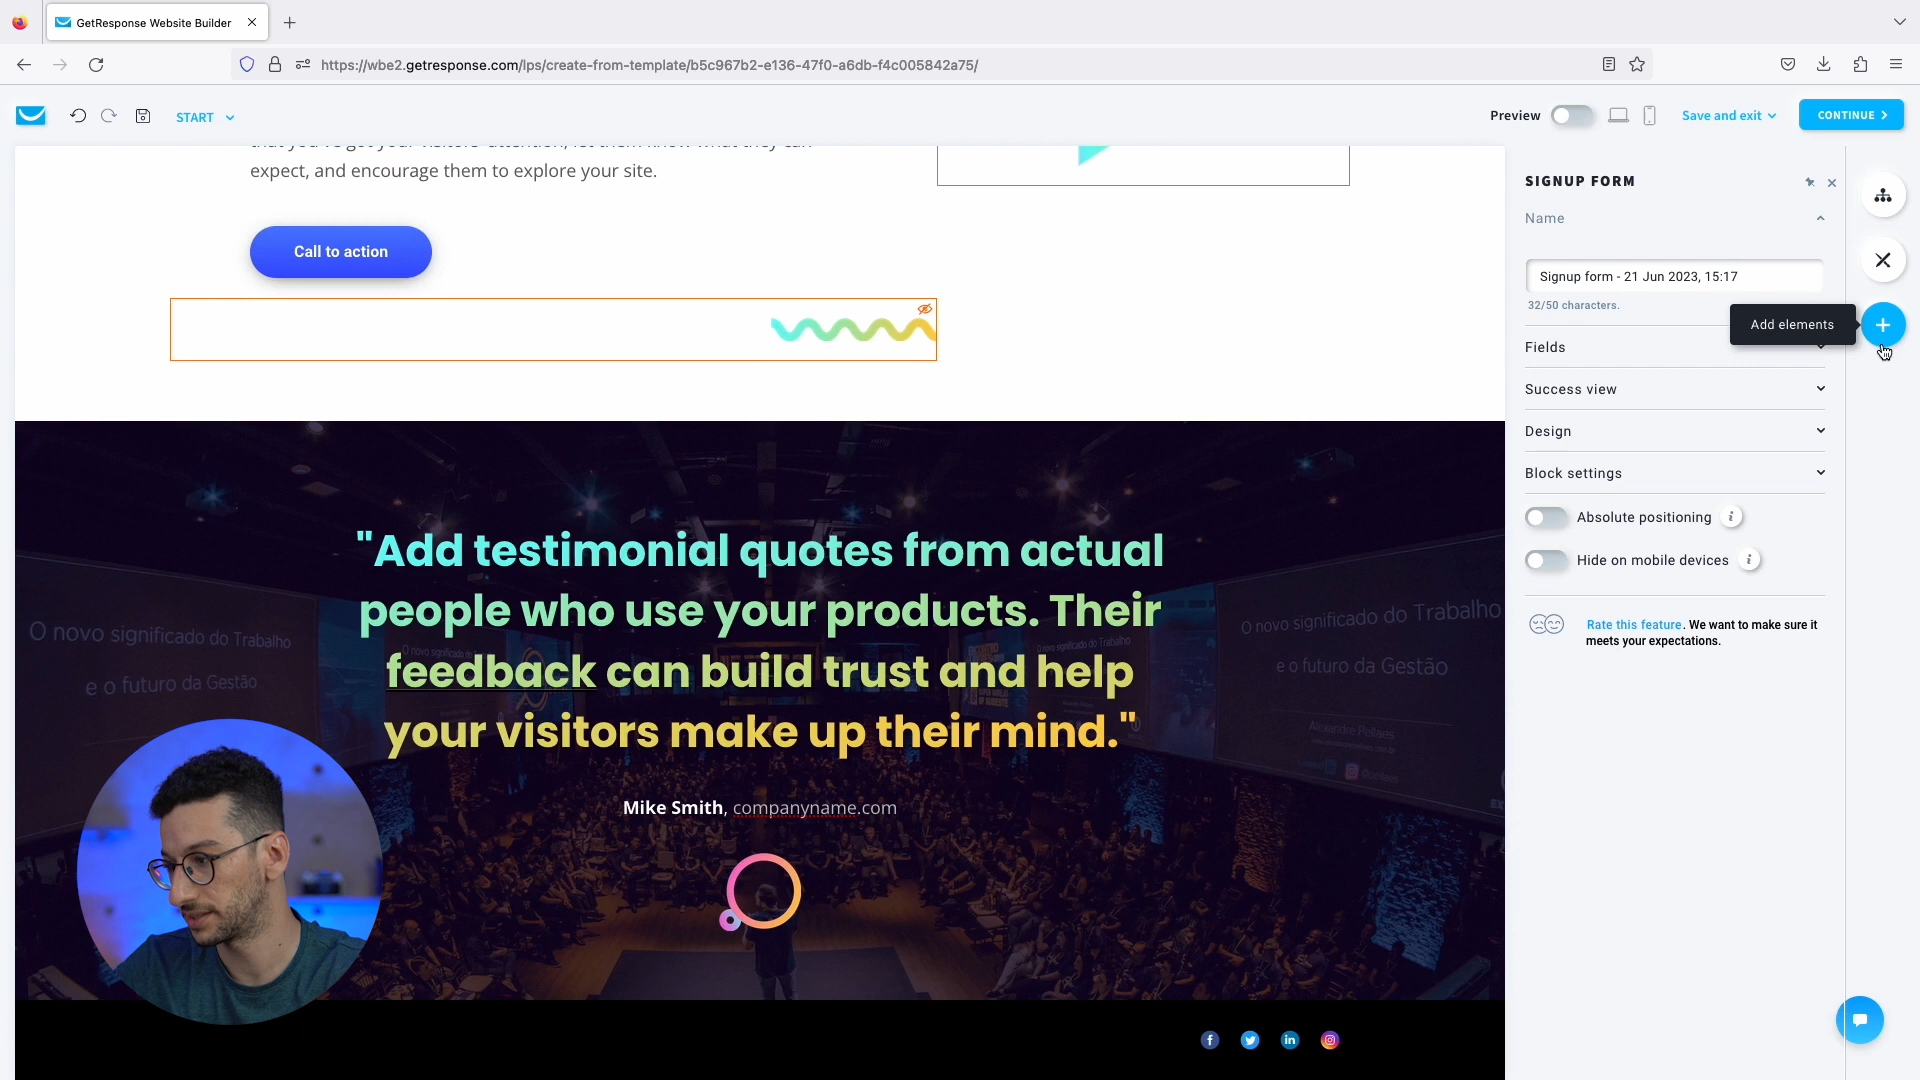 GetResponse Website Builder
https://wbe2.getresponse.com/lps/create-from-template/b5c967b2-e136-47f0-a6db-f4c005842a75/
START
Preview
Save and exit
CONTINUE
expect, and encourage them to explore your site.
Call to action
SIGNUP FORM
Name
Signup form - 21 Jun 2023, 15:17
32/50 characters.
Add elements
Fields
Success view
Design
Block settings
Absolute positioning
Hide on mobile devices
Rate this feature. We want to make sure it
meets your expectations.
"Add testimonial quotes from actual
people who use your products. Their
feedback can build trust and help
your visitors make up their mind."
O novo significado do Trabalho
e o futuro da Gestão
O novo significado do Trabalho
e o futuro da Gestão
Alexandre Pellaes
Mike Smith, companyname.com